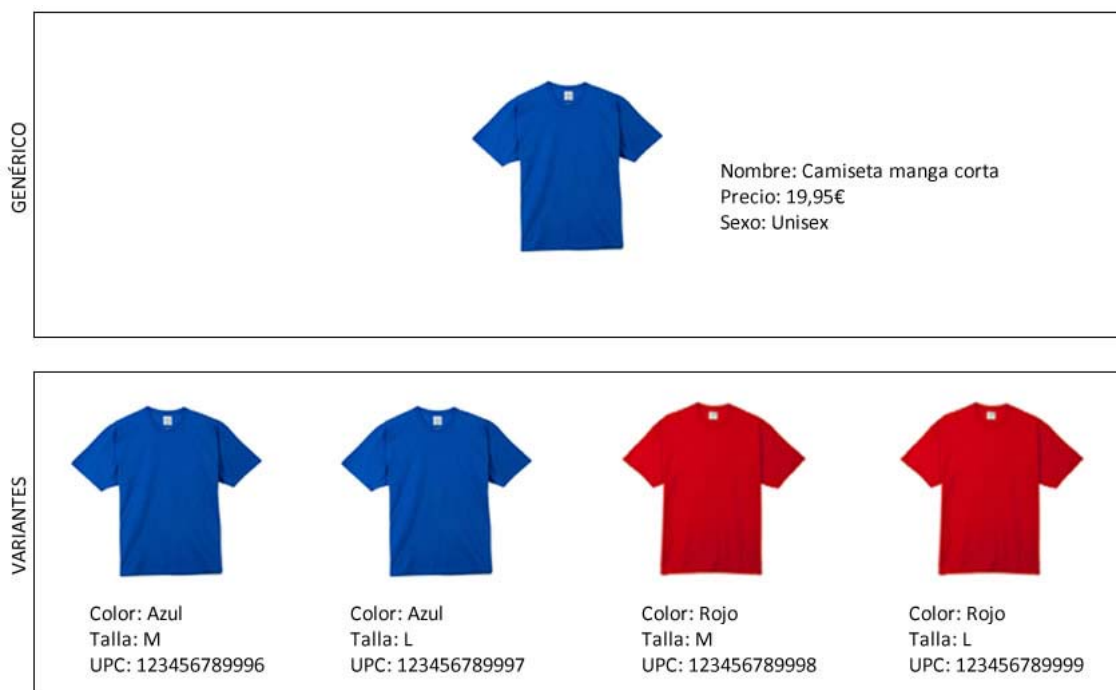 GENÉRICO
Nombre: Camiseta manga corta
Precio: 19,95€
Sexo: Unisex
VARIANTES
Color: Azul
Talla: M
UPC: 123456789996
Color: Azul
Talla: L
UPC: 123456789997
Color: Rojo
Talla: M
UPC: 123456789998
Color: Rojo
Talla: L
UPC: 123456789999